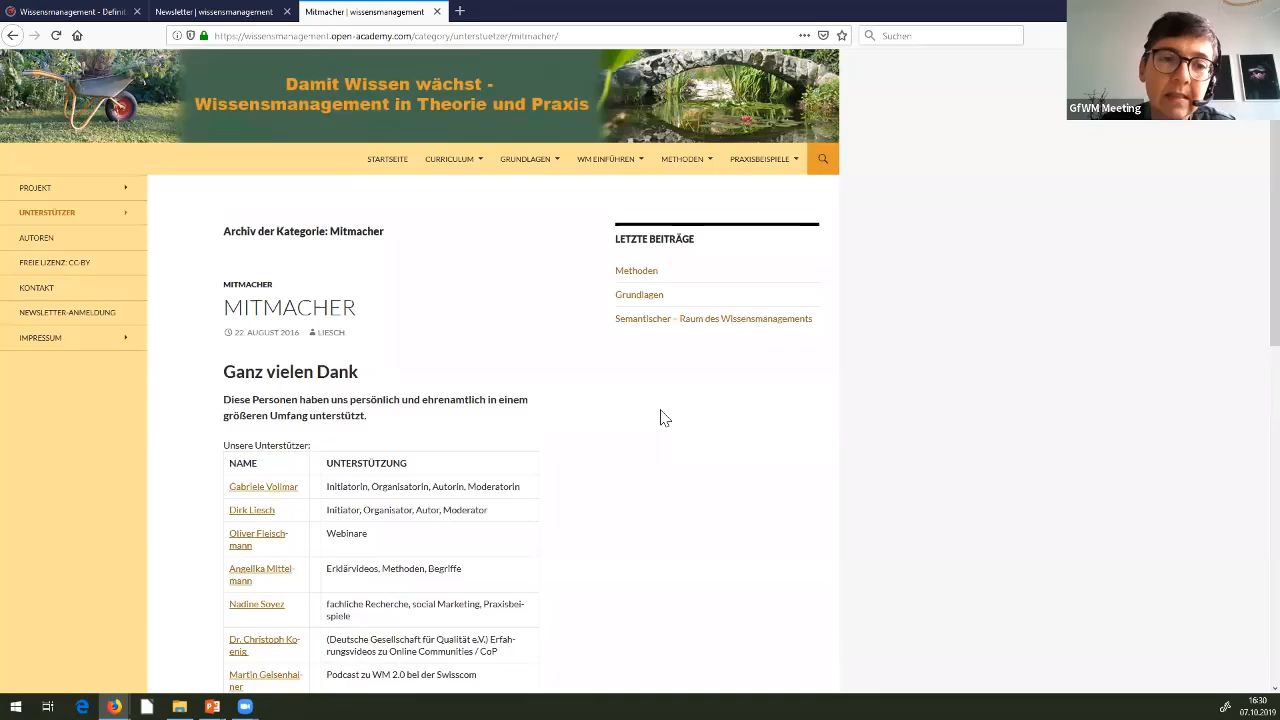 Wissensmanagement - Definit
Newsletter | wissensmanagement
Mitmacher | wissensmanagement
https://wissensmanagement.open-academy.com/category/unterstuetzer/mitmacher/
Suchen
GfWM Meeting
Damit Wissen wächst -
Wissensmanagement in Theorie und Praxis
STARTSEITE
CURRICULUM
GRUNDLAGEN
WM EINFÜHREN
METHODEN
PRAXISBEISPIELE
PROJEKT
UNTERSTÜTZER
AUTOREN
FREIE LIZENZ: CC-BY
KONTAKT
NEWSLETTER-ANMELDUNG
IMPRESSUM
Archiv der Kategorie: Mitmacher
MITMACHER
MITMACHER
22. AUGUST 2016
LIESCH
Ganz vielen Dank
Diese Personen haben uns persönlich und ehrenamtlich in einem
größeren Umfang unterstützt.
Unsere Unterstützer:
NAME
UNTERSTÜTZUNG
Gabriele Vollmar
Initiatorin, Organisatorin, Autorin, Moderatorin
Dirk Liesch
Initiator, Organisator, Autor, Moderator
Oliver Fleisch-
mann
Webinare
Angelika Mittel-
mann
Erklärvideos, Methoden, Begriffe
Nadine Soyez
fachliche Recherche, social Marketing, Praxisbei-
spiele
Dr. Christoph Ko-
enig
(Deutsche Gesellschaft für Qualität e.V.) Erfah-
rungsvideos zu Online Communities / CoP
Martin Geisenhai-
ner
Podcast zu WM 2.0 bei der Swisscom
LETZTE BEITRÄGE
Methoden
Grundlagen
Semantischer – Raum des Wissensmanagements
16:30
07.10.2019